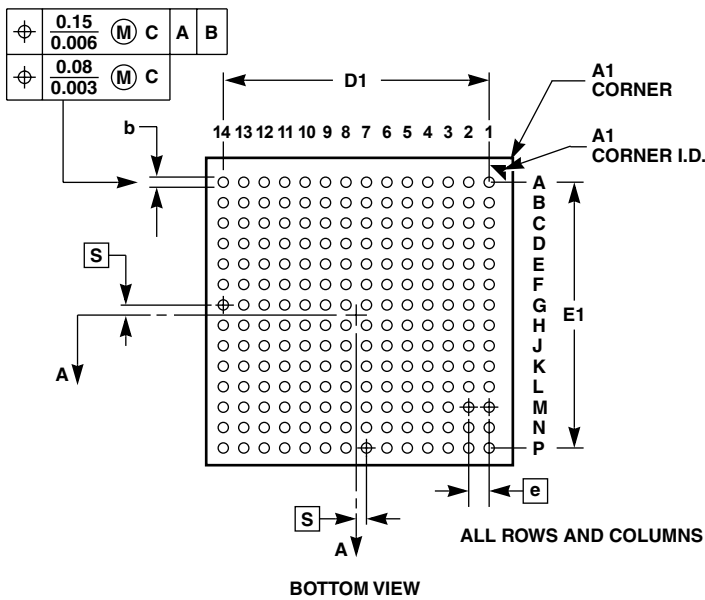 0.15
0.006 M C A B
0.08
0.003 M C
D1
A1
CORNER
b
14 13 12 11 10 9 8 7 6 5 4 3 2 1
A1
CORNER I.D.
A
B
C
D
S
E
F
G
E1
H
J
A
K
L
M
N
P
e
S
ALL ROWS AND COLUMNS
A
BOTTOM VIEW